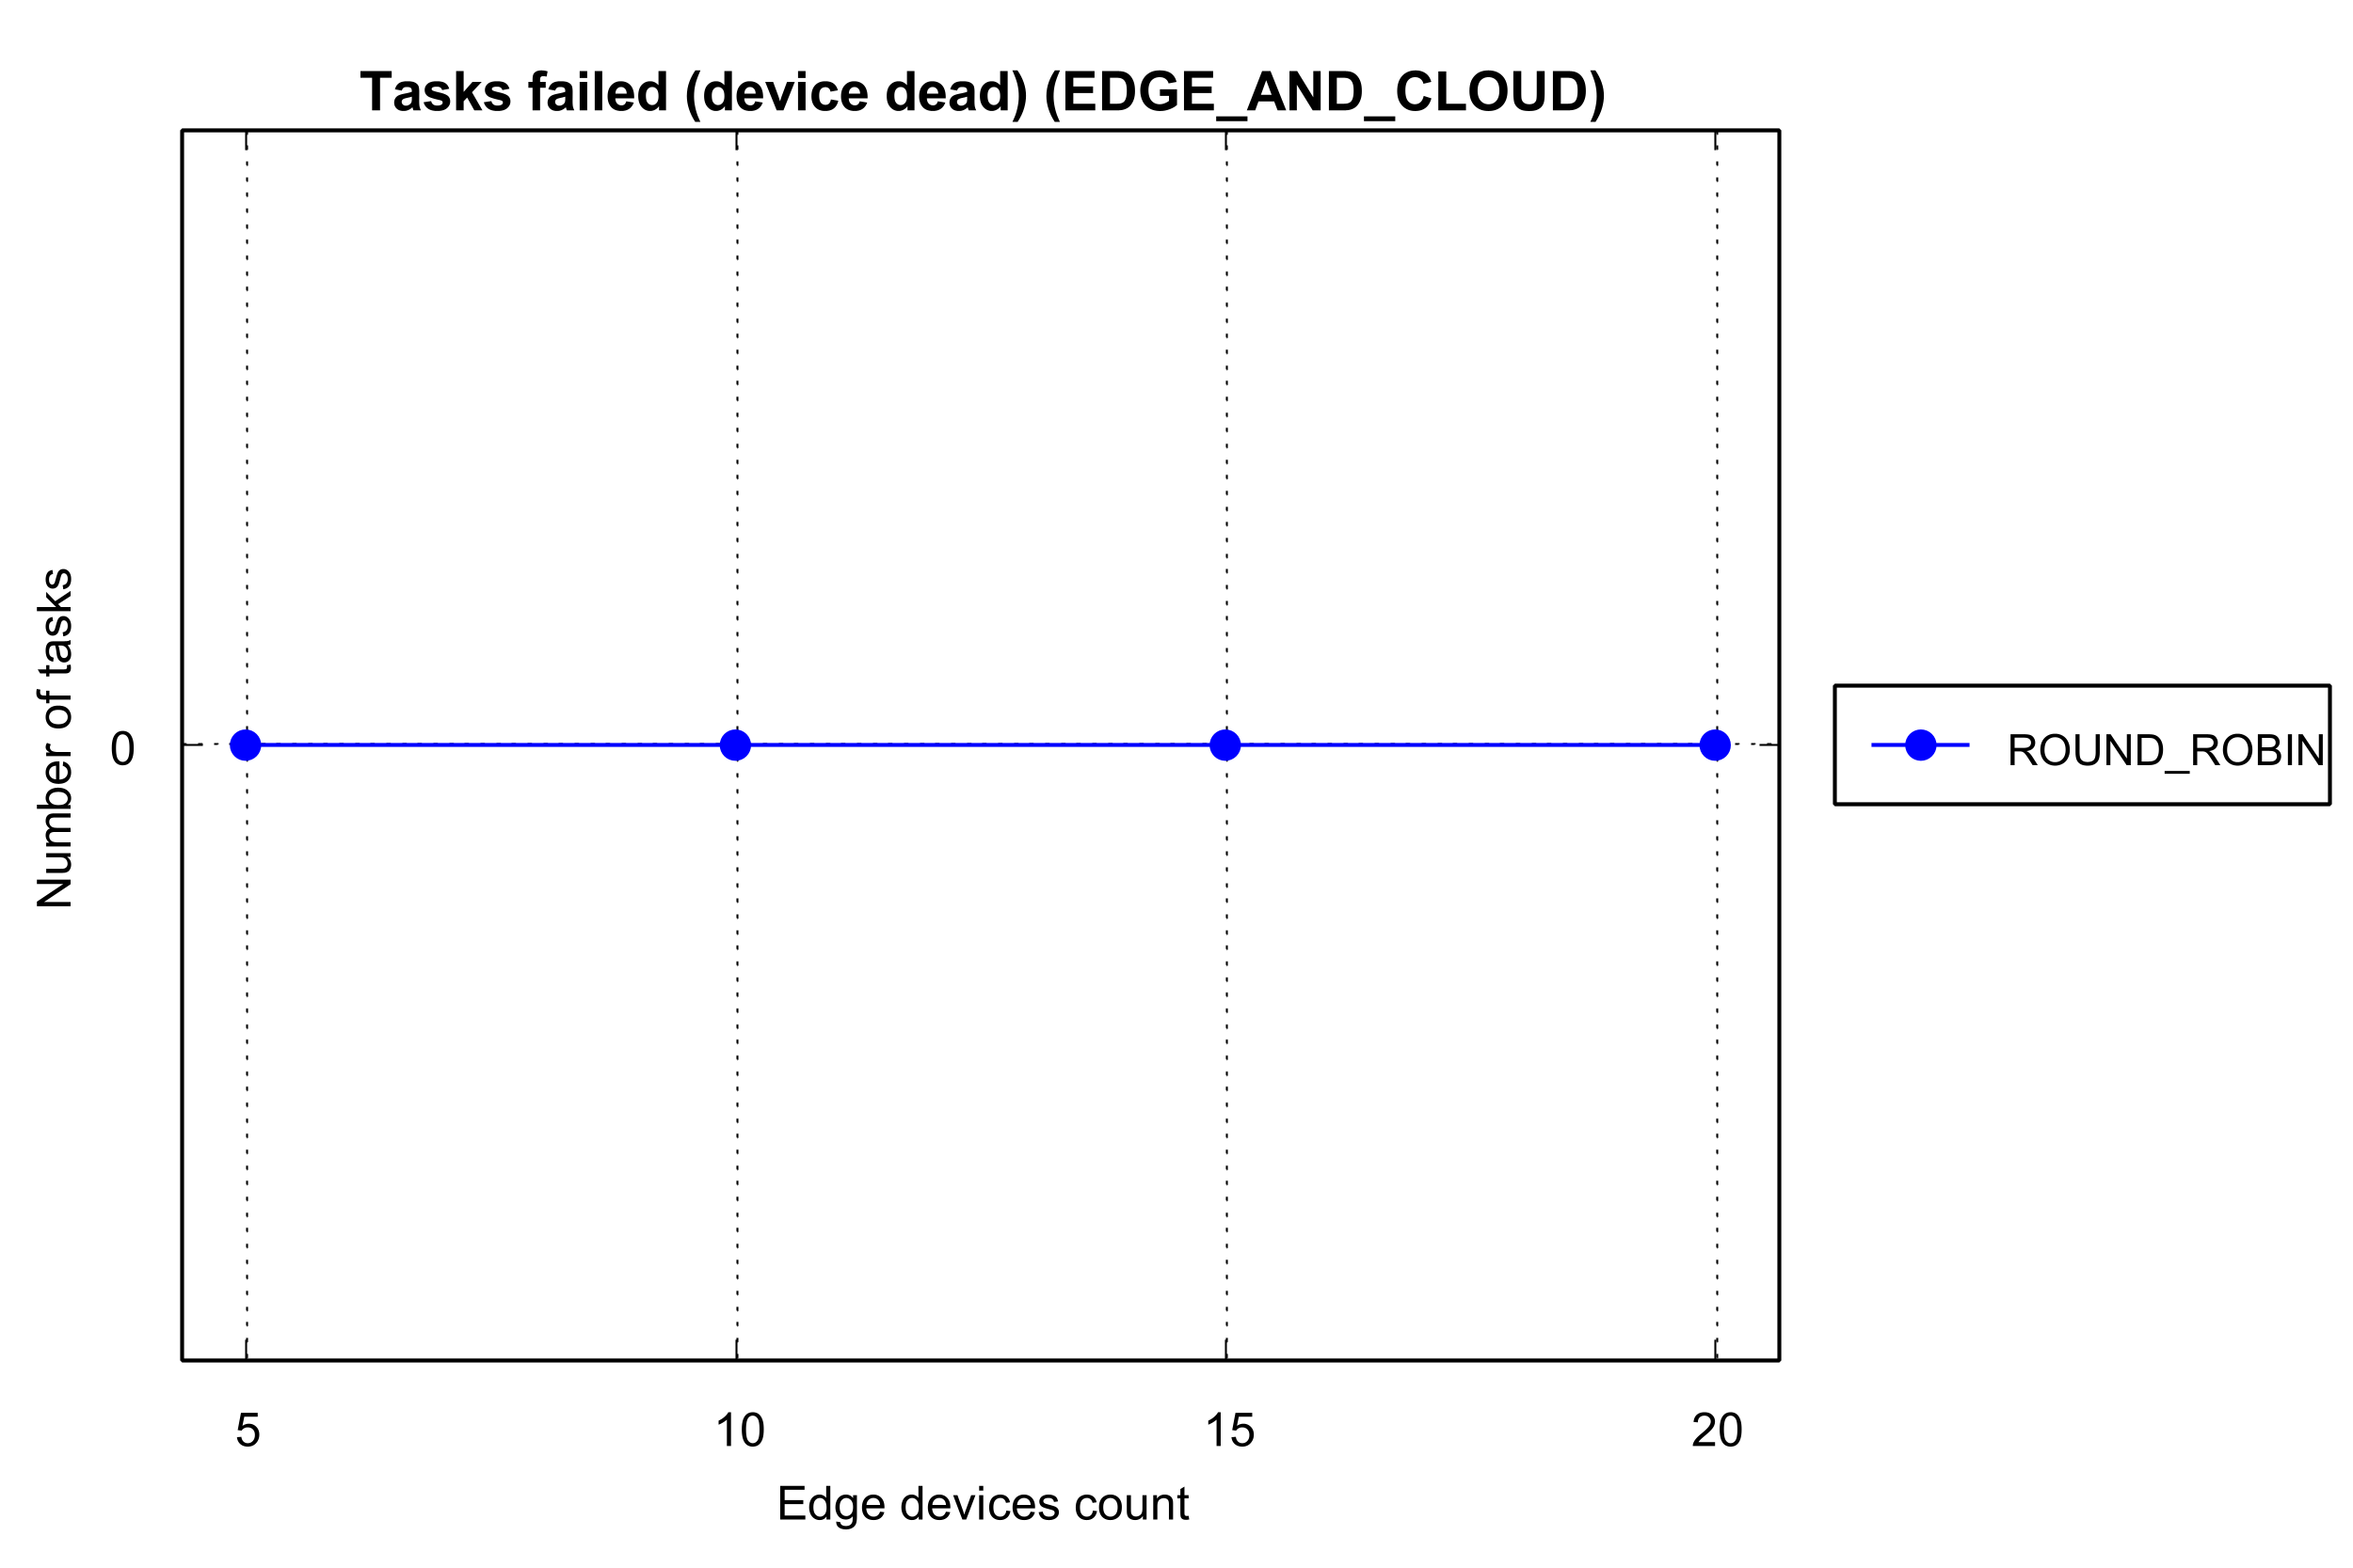 Tasks failed (device dead) (EDGE_AND_CLOUD)
Number of tasks
0
ROUND_ROBIN
5 10 15 20
Edge devices count